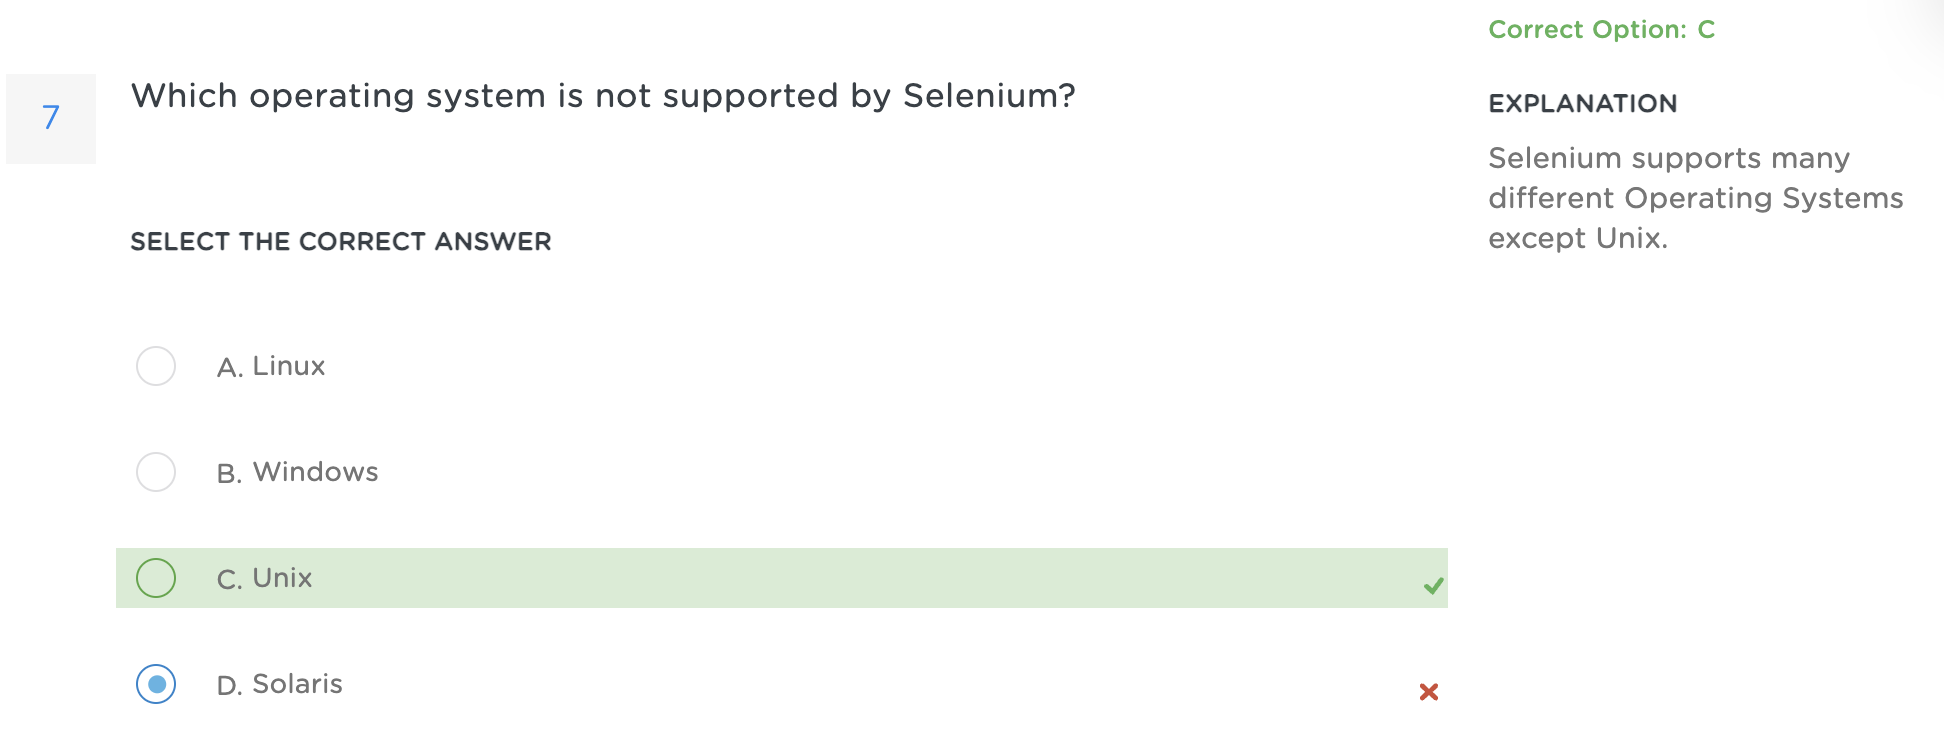 7
Which operating system is not supported by Selenium?
SELECT THE CORRECT ANSWER
A. Linux
B. Windows
C. Unix
D. Solaris
Correct Option: C
EXPLANATION
Selenium supports many
different Operating Systems
except Unix.